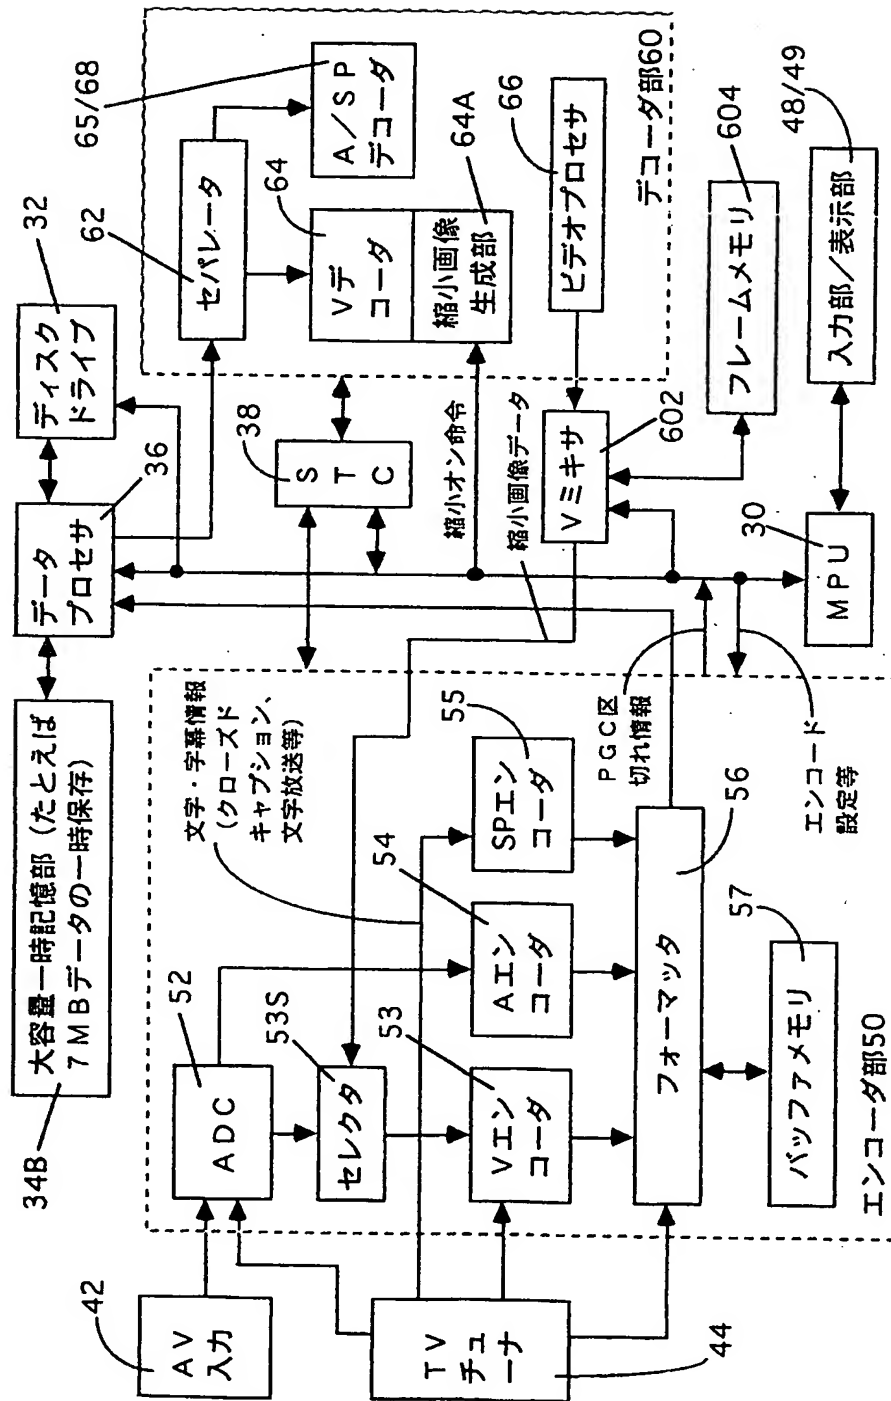 34B
大容量一時記憶部（たとえば
7MBデータの一時保存）
データ
プロセサ
36
ディスク
ドライブ
32
42
AV
入力
52
ADC
文字・字幕情報
（クローズド
キャプション、
文字放送等）
53S
セレクタ
53
Vエン
コーダ
54
Aエン
コーダ
55
SPエン
コーダ
TV
チューナ
44
フォーマッタ
56
57
バッファメモリ
エンコーダ部50
38
STC
縮小オン命令
縮小画像データ
PGC区
切れ情報
エンコード
設定等
62
セパレータ
65/68
A/SP
デコーダ
64
Vデ
コーダ
64A
縮小画像
生成部
66
ビデオプロセサ
デコーダ部60
Vミキサ
602
フレームメモリ
604
30
MPU
入力部/表示部
48/49